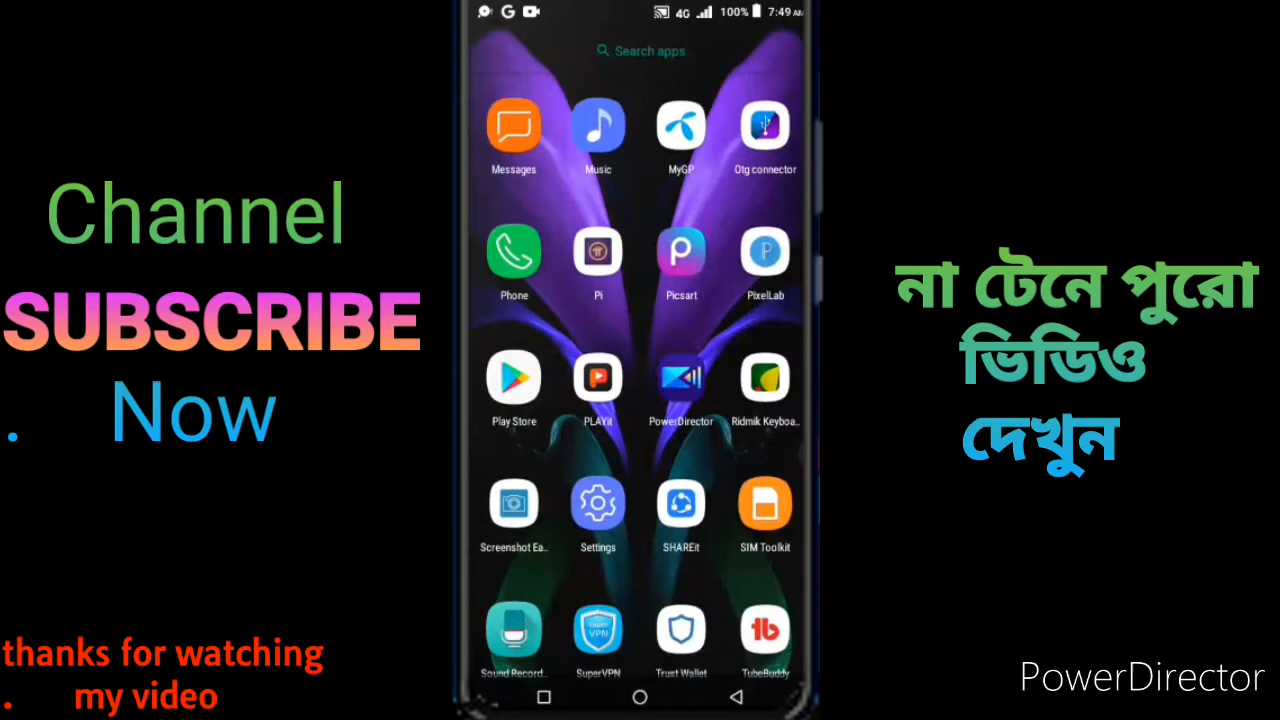 4G 100% 7:49 AM
Search apps
Messages Music MyGP Otg connector
Phone Pi Picsart PixelLab
Play Store PLAYit PowerDirector Ridmik Keyboa..
Screenshot Ea.. Settings SHAREit SIM Toolkit
Sound Record.. SuperVPN Trust Wallet TubeBuddy
Channel
SUBSCRIBE
. Now
thanks for watching
. my video
না টেনে পুরো
ভিডিও
দেখুন
PowerDirector